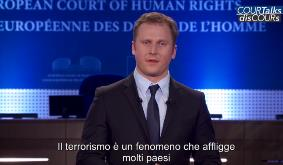 EUROPEAN COURT OF HUMAN RIGHTS
COURTalks
disCOURs
EUROPÉENNE DES DROITS DE L'HOMME
Il terrorismo è un fenomeno che affligge
molti paesi